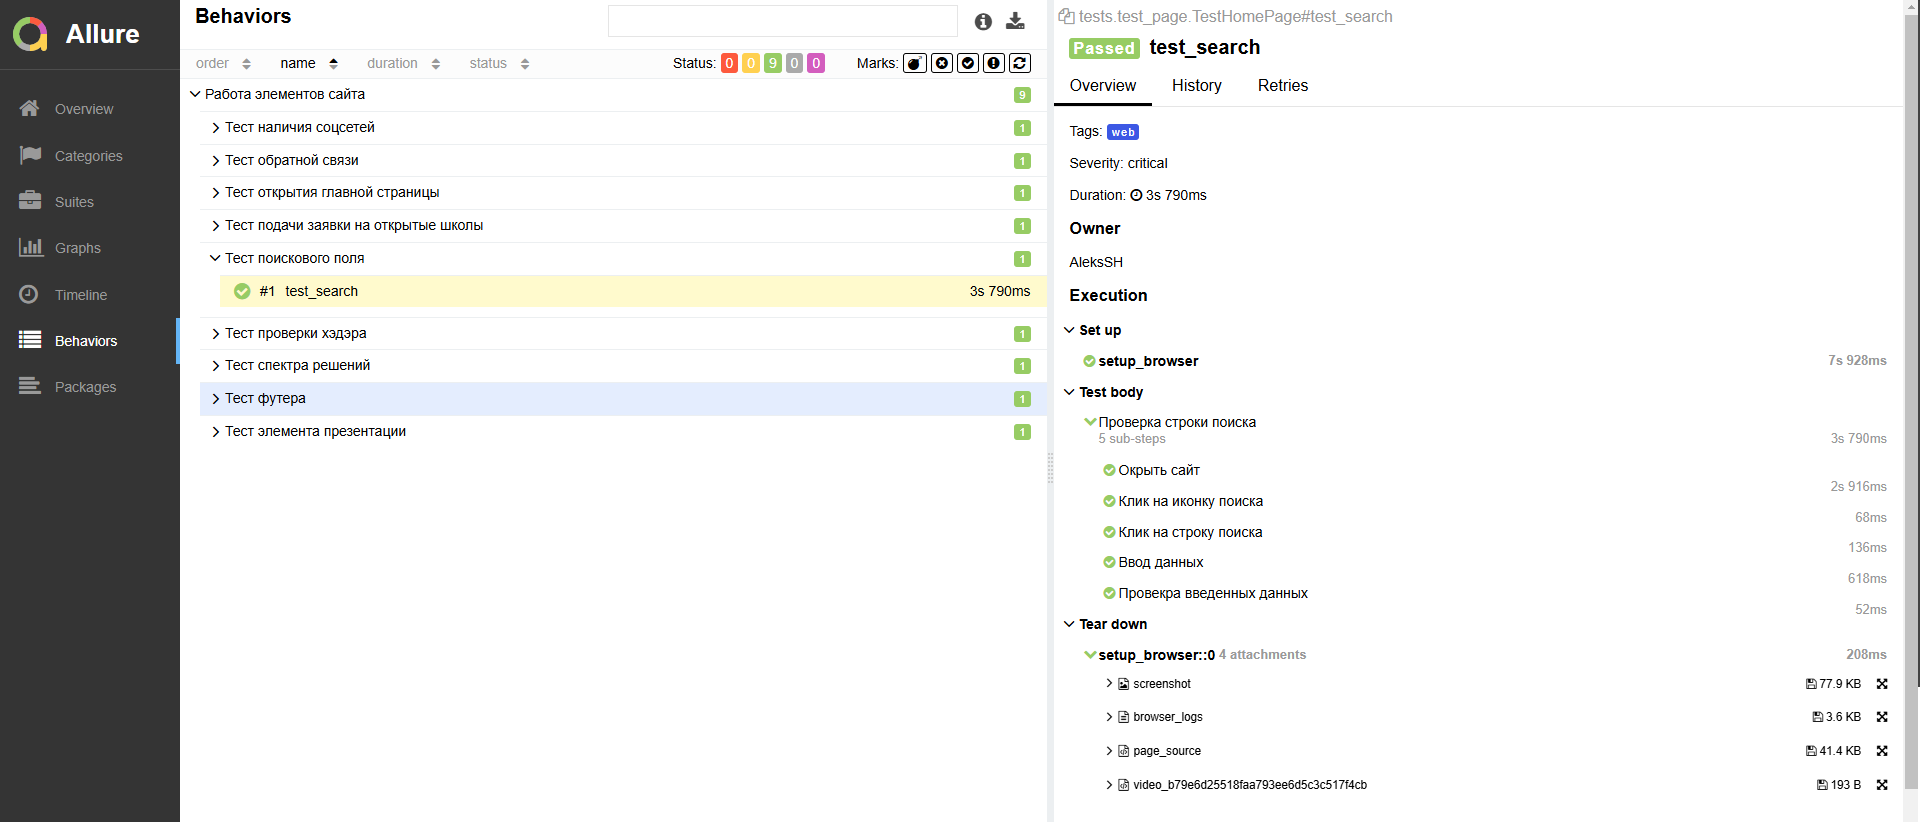 Allure
Overview
Categories
Suites
Graphs
Timeline
Behaviors
Packages
Behaviors
order name duration status Status: 0 0 9 0 0 Marks:
Работа элементов сайта 9
Тест наличия соцсетей 1
Тест обратной связи 1
Тест открытия главной страницы 1
Тест подачи заявки на открытые школы 1
Тест поискового поля 1
#1 test_search 3s 790ms
Тест проверки хэдэра 1
Тест спектра решений 1
Тест футера 1
Тест элемента презентации 1
tests.test_page.TestHomePage#test_search
Passed test_search
Overview History Retries
Tags: web
Severity: critical
Duration: 3s 790ms
Owner
AleksSH
Execution
Set up
setup_browser 7s 928ms
Test body
Проверка строки поиска
5 sub-steps 3s 790ms
Окрыть сайт
2s 916ms
Клик на иконку поиска
68ms
Клик на строку поиска
136ms
Ввод данных
618ms
Провекра введенных данных
52ms
Tear down
setup_browser::0 4 attachments 208ms
screenshot 77.9 KB
browser_logs 3.6 KB
page_source 41.4 KB
video_b79e6d25518faa793ee6d5c3c517f4cb 193 B